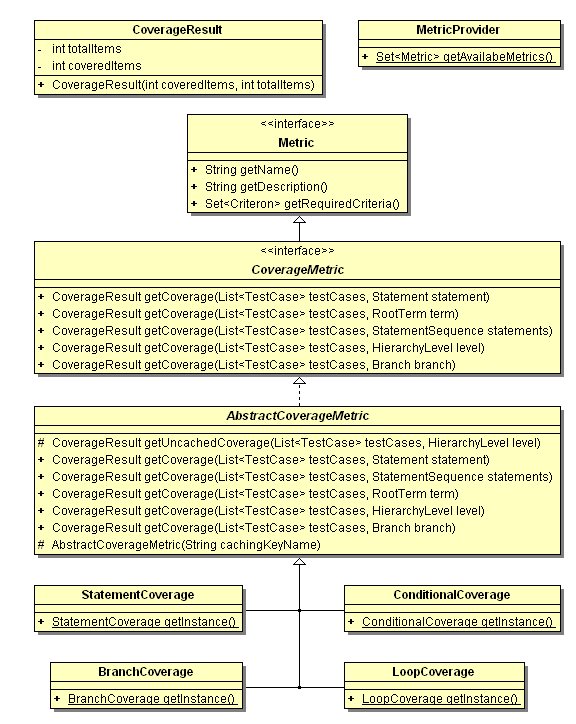 CoverageResult
- int totalItems
- int coveredItems
+ CoverageResult(int coveredItems, int totalItems)
MetricProvider
+ Set<Metric> getAvailabeMetrics()
<<interface>>
Metric
+ String getName()
+ String getDescription()
+ Set<Criteron> getRequiredCriteria()
<<interface>>
CoverageMetric
+ CoverageResult getCoverage(List<TestCase> testCases, Statement statement)
+ CoverageResult getCoverage(List<TestCase> testCases, RootTerm term)
+ CoverageResult getCoverage(List<TestCase> testCases, StatementSequence statements)
+ CoverageResult getCoverage(List<TestCase> testCases, HierarchyLevel level)
+ CoverageResult getCoverage(List<TestCase> testCases, Branch branch)
AbstractCoverageMetric
# CoverageResult getUncachedCoverage(List<TestCase> testCases, HierarchyLevel level)
+ CoverageResult getCoverage(List<TestCase> testCases, Statement statement)
+ CoverageResult getCoverage(List<TestCase> testCases, StatementSequence statements)
+ CoverageResult getCoverage(List<TestCase> testCases, RootTerm term)
+ CoverageResult getCoverage(List<TestCase> testCases, HierarchyLevel level)
+ CoverageResult getCoverage(List<TestCase> testCases, Branch branch)
# AbstractCoverageMetric(String cachingKeyName)
StatementCoverage
+ StatementCoverage getInstance()
ConditionalCoverage
+ ConditionalCoverage getInstance()
BranchCoverage
+ BranchCoverage getInstance()
LoopCoverage
+ LoopCoverage getInstance()